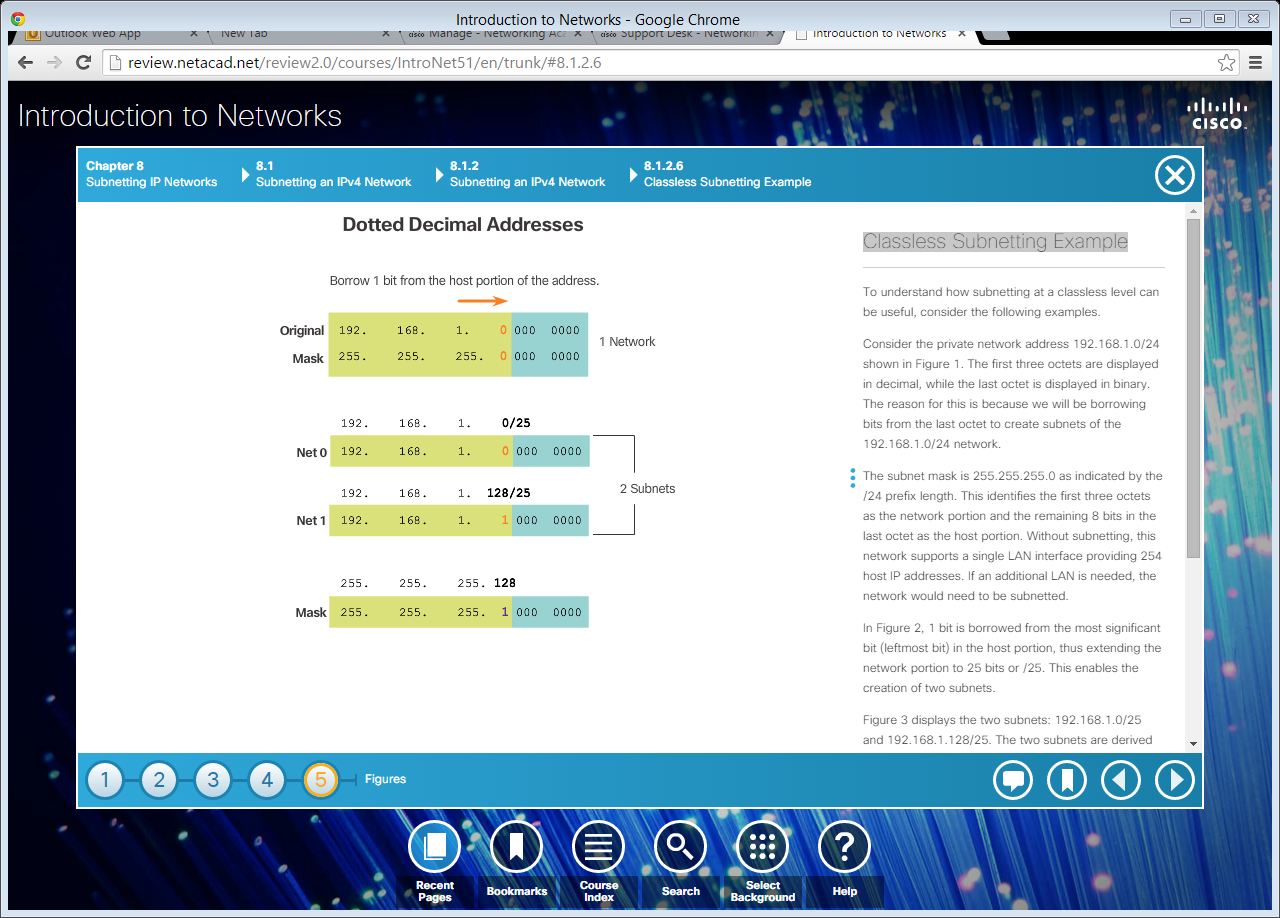 Introduction to Networks - Google Chrome
Outlook Web App
New Tab
Manage - Networking Aca
Support Desk - Networkin
Introduction to Networks
review.netacad.net/review2.0/courses/IntroNet51/en/trunk/#8.1.2.6
Introduction to Networks
CISCO.
Chapter 8
Subnetting IP Networks
8.1
Subnetting an IPv4 Network
8.1.2
Subnetting an IPv4 Network
8.1.2.6
Classless Subnetting Example
Dotted Decimal Addresses
Borrow 1 bit from the host portion of the address.
Original 192. 168. 1. 0 000 0000
Mask 255. 255. 255. 0 000 0000
1 Network
192. 168. 1. 0/25
Net 0 192. 168. 1. 0 000 0000
192. 168. 1. 128/25
Net 1 192. 168. 1. 1 000 0000
2 Subnets
255. 255. 255. 128
Mask 255. 255. 255. 1 000 0000
Classless Subnetting Example
To understand how subnetting at a classless level can
be useful, consider the following examples.
Consider the private network address 192.168.1.0/24
shown in Figure 1. The first three octets are displayed
in decimal, while the last octet is displayed in binary.
The reason for this is because we will be borrowing
bits from the last octet to create subnets of the
192.168.1.0/24 network.
The subnet mask is 255.255.255.0 as indicated by the
/24 prefix length. This identifies the first three octets
as the network portion and the remaining 8 bits in the
last octet as the host portion. Without subnetting, this
network supports a single LAN interface providing 254
host IP addresses. If an additional LAN is needed, the
network would need to be subnetted.
In Figure 2, 1 bit is borrowed from the most significant
bit (leftmost bit) in the host portion, thus extending the
network portion to 25 bits or /25. This enables the
creation of two subnets.
Figure 3 displays the two subnets: 192.168.1.0/25
and 192.168.1.128/25. The two subnets are derived
1 2 3 4 5 Figures
Recent
Pages
Bookmarks
Course
Index
Search
Select
Background
Help